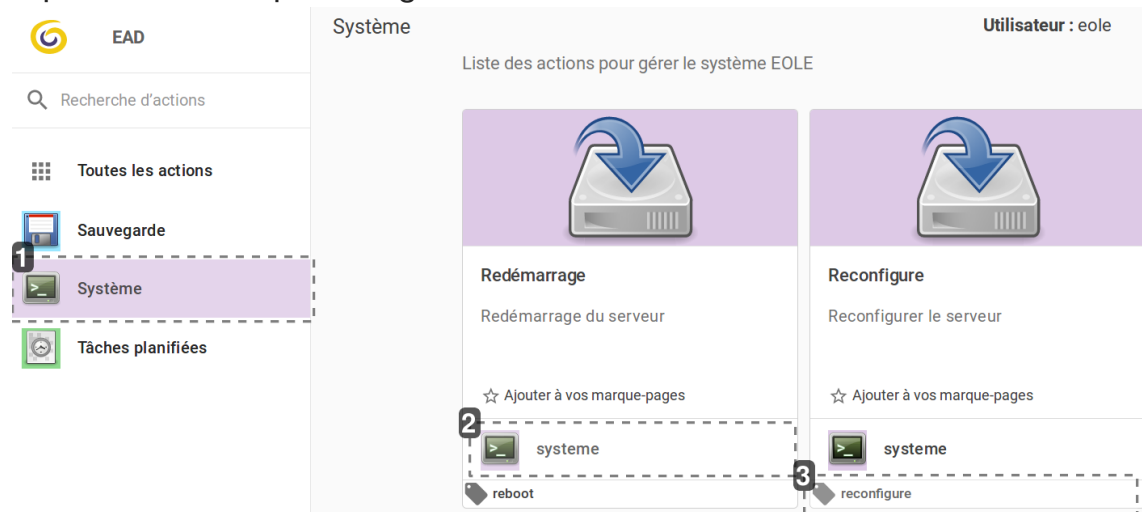 EAD
Système
Utilisateur : eole
Liste des actions pour gérer le système EOLE
Recherche d'actions
Toutes les actions
Sauvegarde
1
Système
Tâches planifiées
Redémarrage
Redémarrage du serveur
Ajouter à vos marque-pages
2
systeme
reboot
Reconfigure
Reconfigurer le serveur
Ajouter à vos marque-pages
systeme
3
reconfigure